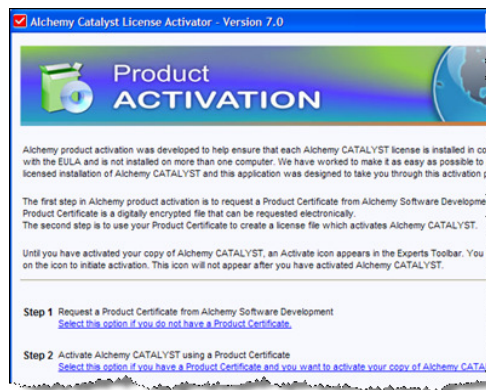 Alchemy Catalyst License Activator - Version 7.0
Product
ACTIVATION
Alchemy product activation was developed to help ensure that each Alchemy CATALYST license is installed in
with the EULA and is not installed on more than one computer. We have worked to make it as easy as possible to
licensed installation of Alchemy CATALYST and this application was designed to take you through this activation
The first step in Alchemy product activation is to request a Product Certificate from Alchemy Software
Product Certificate is a digitally encrypted file that can be requested electronically.
The second step is to use your Product Certificate to create a license file which activates Alchemy CATALYST.
Until you have activated your copy of Alchemy CATALYST, an Activate icon appears in the Experts Toolbar. You
on the icon to initiate activation. This icon will not appear after you have activated Alchemy CATALYST.
Step 1 Request a Product Certificate from Alchemy Software Development
Select this option if you do not have a Product Certificate.
Step 2 Activate Alchemy CATALYST using a Product Certificate
Select this option if you have a Product Certificate and you want to activate your copy of Alchemy